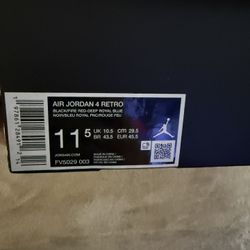 AIR JORDAN 4 RETRO
BLACK/FIRE RED-DEEP ROYAL BLUE
NOIR/BLEU ROYAL FNC/ROUGE FEU
11.5
UK 10.5 CM 29.5
BR 43.5 EUR 45.5
JORDAN.COM
FV5029 003